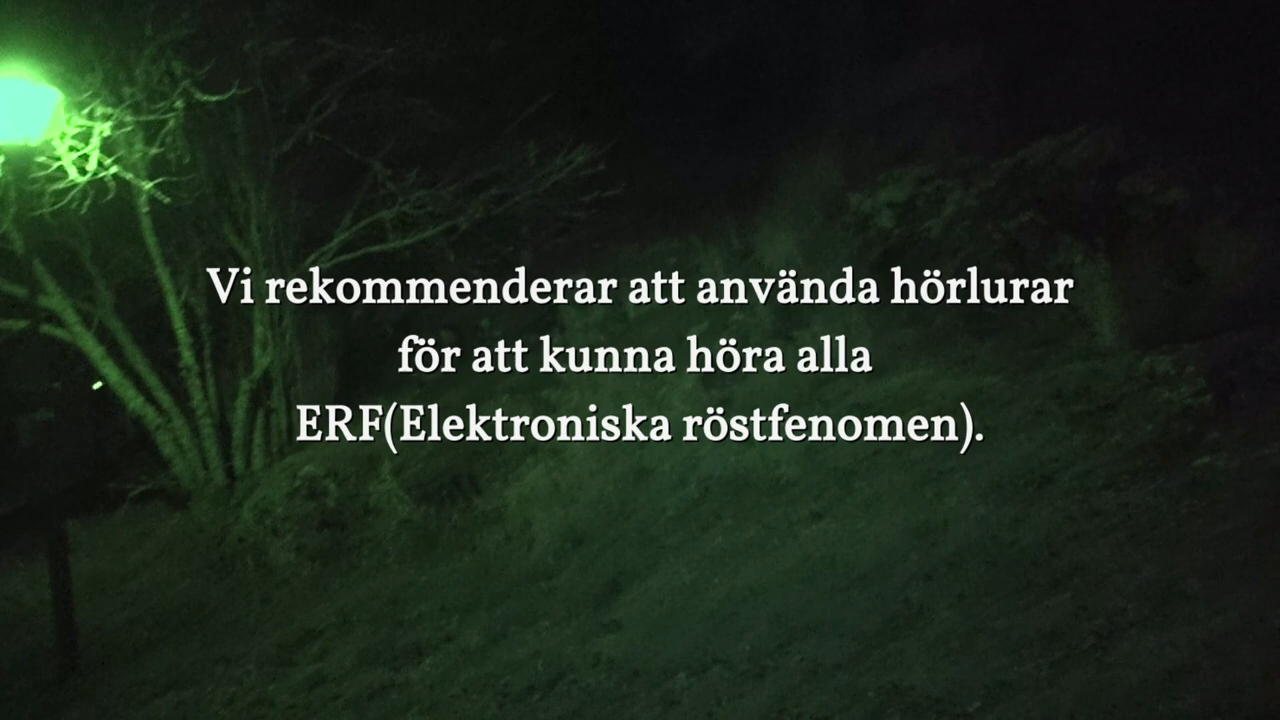 Vi rekommenderar att använda hörlurar
för att kunna höra alla
ERF(Elektroniska röstfenomen).